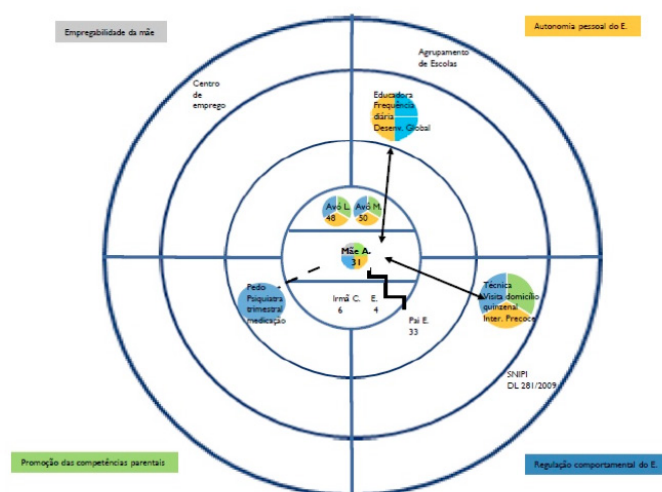 Empregabilidade da mãe
Autonomia pessoal do E.
Agrupamento
de Escolas
Centro
de
emprego
Educadora
Frequência
diária
Desenv. Global
Avó L.
48
Avó M.
50
Mãe A.
31
Pedo
Psiquiatra
trimestral
medicação
Irmã C.
6
E.
4
Pai E.
33
Técnica
Visita domicílio
quinzenal
Inter. Precoce
SNIPI
DL 281/2009
Promoção das competências parentais
Regulação comportamental do E.